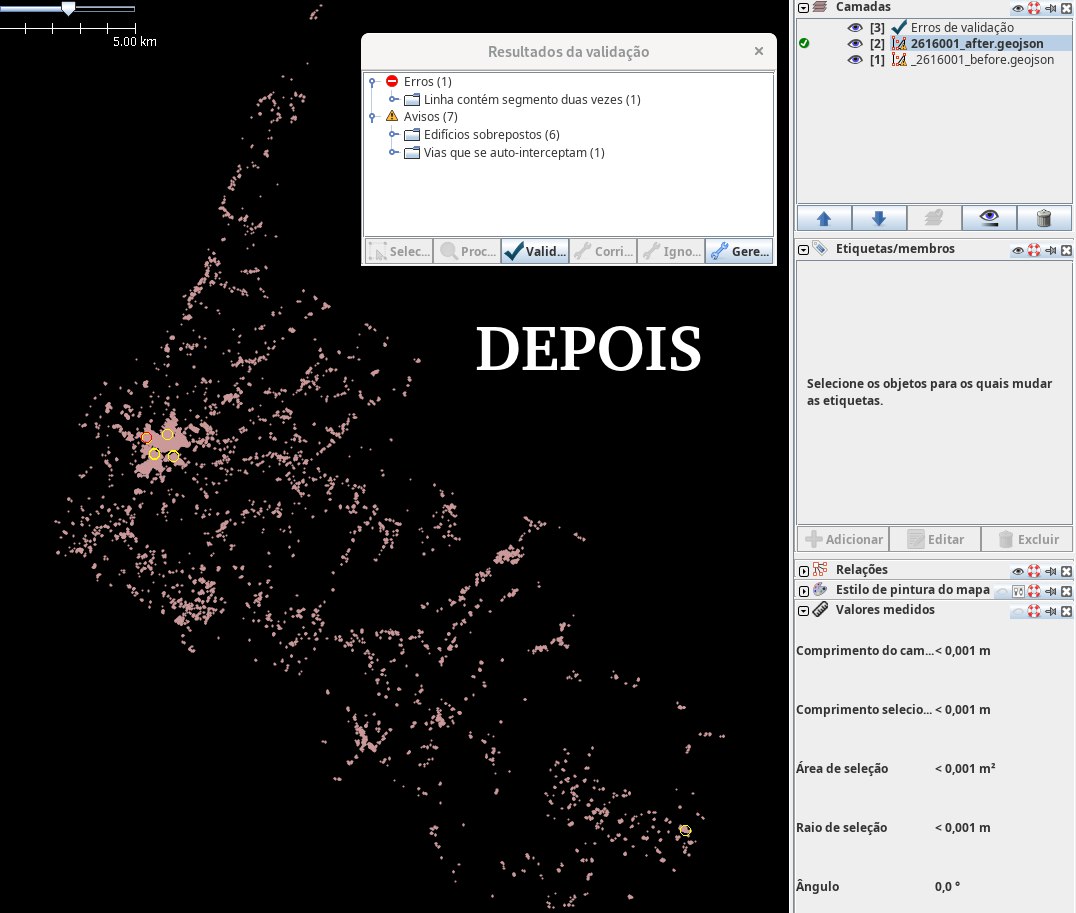 5.00 km
Resultados da validação
Erros (1)
Linha contém segmento duas vezes (1)
Avisos (7)
Edifícios sobrepostos (6)
Vias que se auto-interceptam (1)
Selec...
Proc...
Valid...
Corri...
Igno...
Gere...
DEPOIS
Camadas
[3] Erros de validação
[2] 2616001_after.geojson
[1] _2616001_before.geojson
Etiquetas/membros
Selecione os objetos para os quais mudar
as etiquetas.
Adicionar
Editar
Excluir
Relações
Estilo de pintura do mapa
Valores medidos
Comprimento do cam... < 0,001 m
Comprimento selecio... < 0,001 m
Área de seleção < 0,001 m²
Raio de seleção < 0,001 m
Ângulo 0,0 °